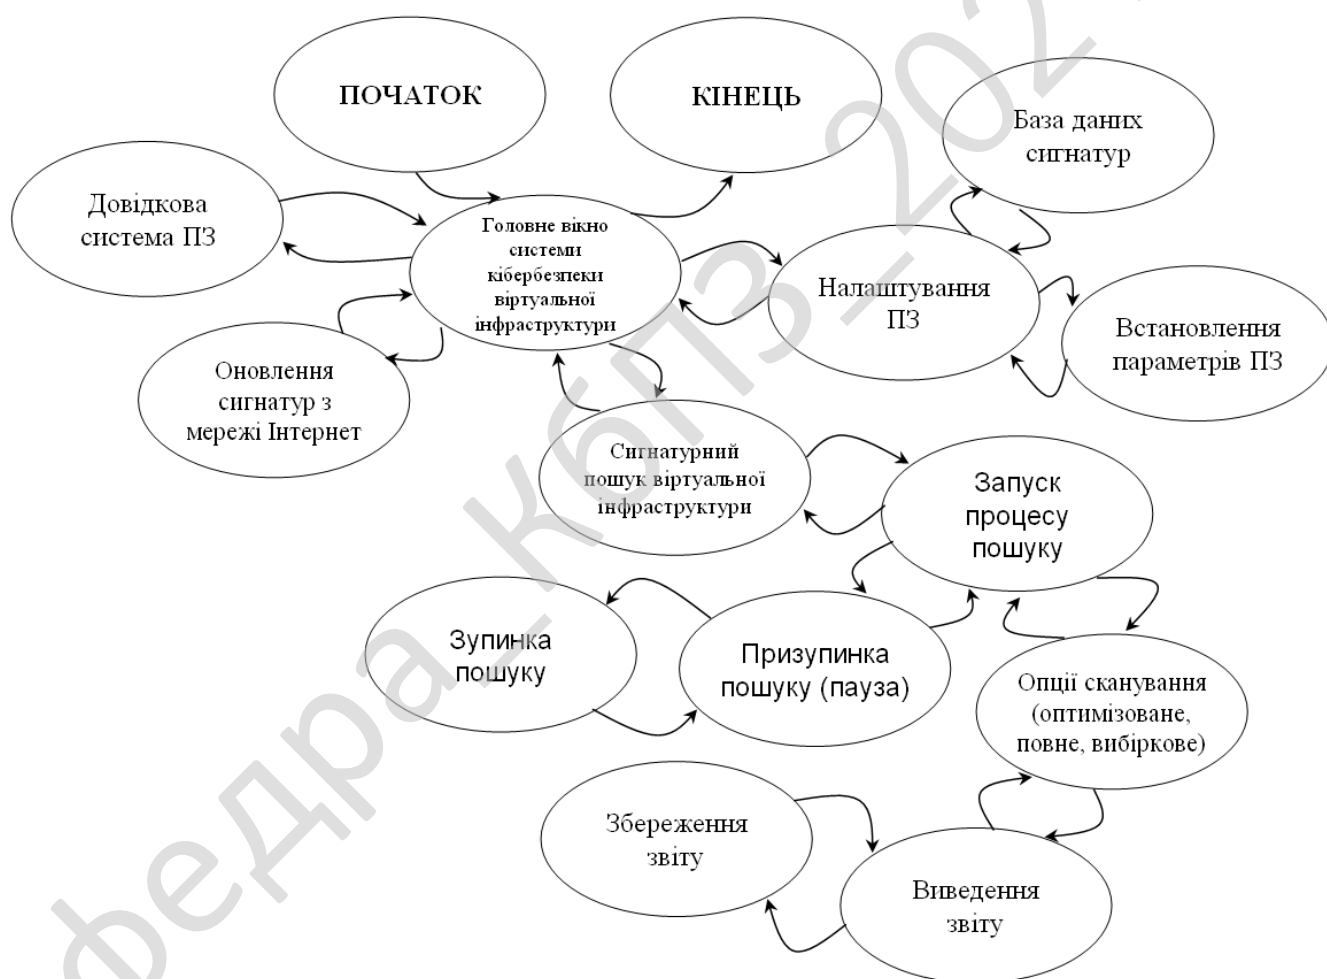 ПОЧАТОК
КІНЕЦЬ
База даних
сигнатур
Довідкова
система ПЗ
Головне вікно
системи
кібербезпеки
віртуальної
інфраструктури
Налаштування
ПЗ
Встановлення
параметрів ПЗ
Оновлення
сигнатур з
мережі Інтернет
Сигнатурний
пошук віртуальної
інфраструктури
Запуск
процесу
пошуку
Зупинка
пошуку
Призупинка
пошуку (пауза)
Опції сканування
(оптимізоване,
повне, вибіркове)
Збереження
звіту
Виведення
звіту
федра_кбпз_202